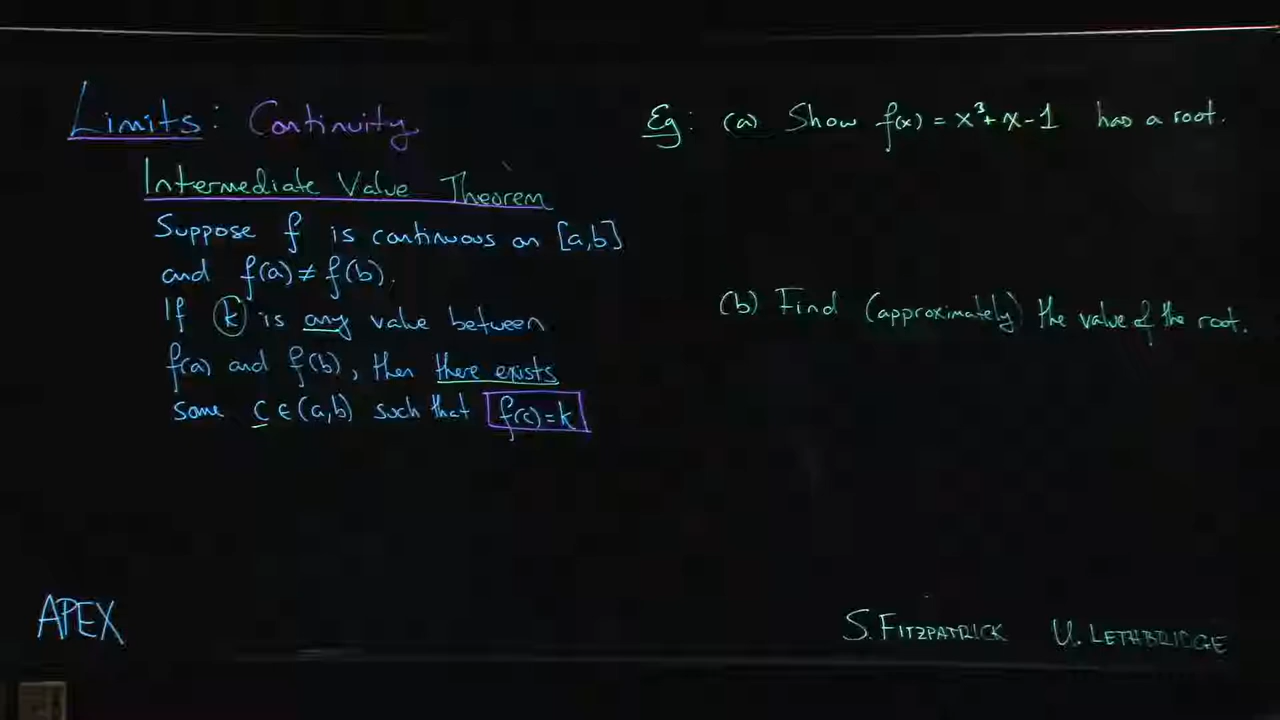 Limits: Continuity
Intermediate Value Theorem
Suppose f is continuous on [a,b]
and f(a) ≠ f(b).
If k is any value between
f(a) and f(b), then there exists
some c ∈ (a,b) such that f(c)=k
Eg: (a) Show f(x) = x³+x-1 has a root.
(b) Find (approximately) the value of the root.
APEX
S. FITZPATRICK U. LETHBRIDGE